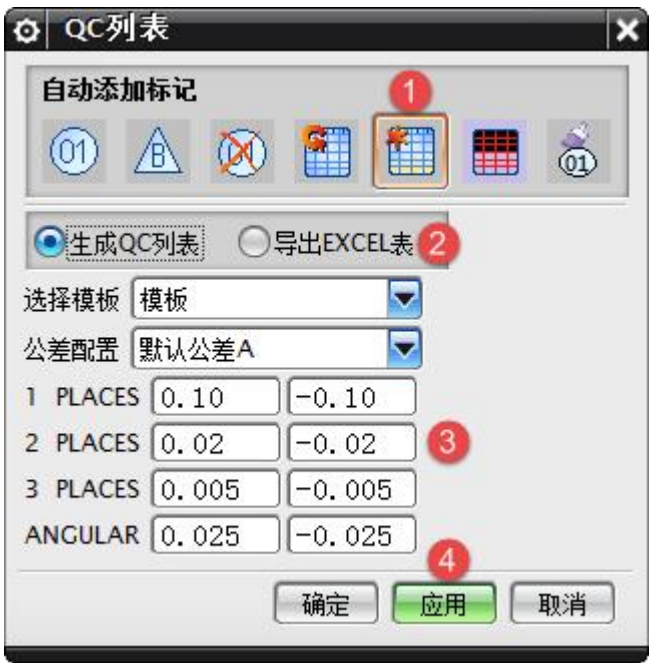 QC列表
自动添加标记
1
01 B 01 01
生成QC列表 导出EXCEL表 2
选择模板 模板
公差配置 默认公差A
1 PLACES 0.10 -0.10
2 PLACES 0.02 -0.02 3
3 PLACES 0.005 -0.005
ANGULAR 0.025 -0.025
4
确定 应用 取消